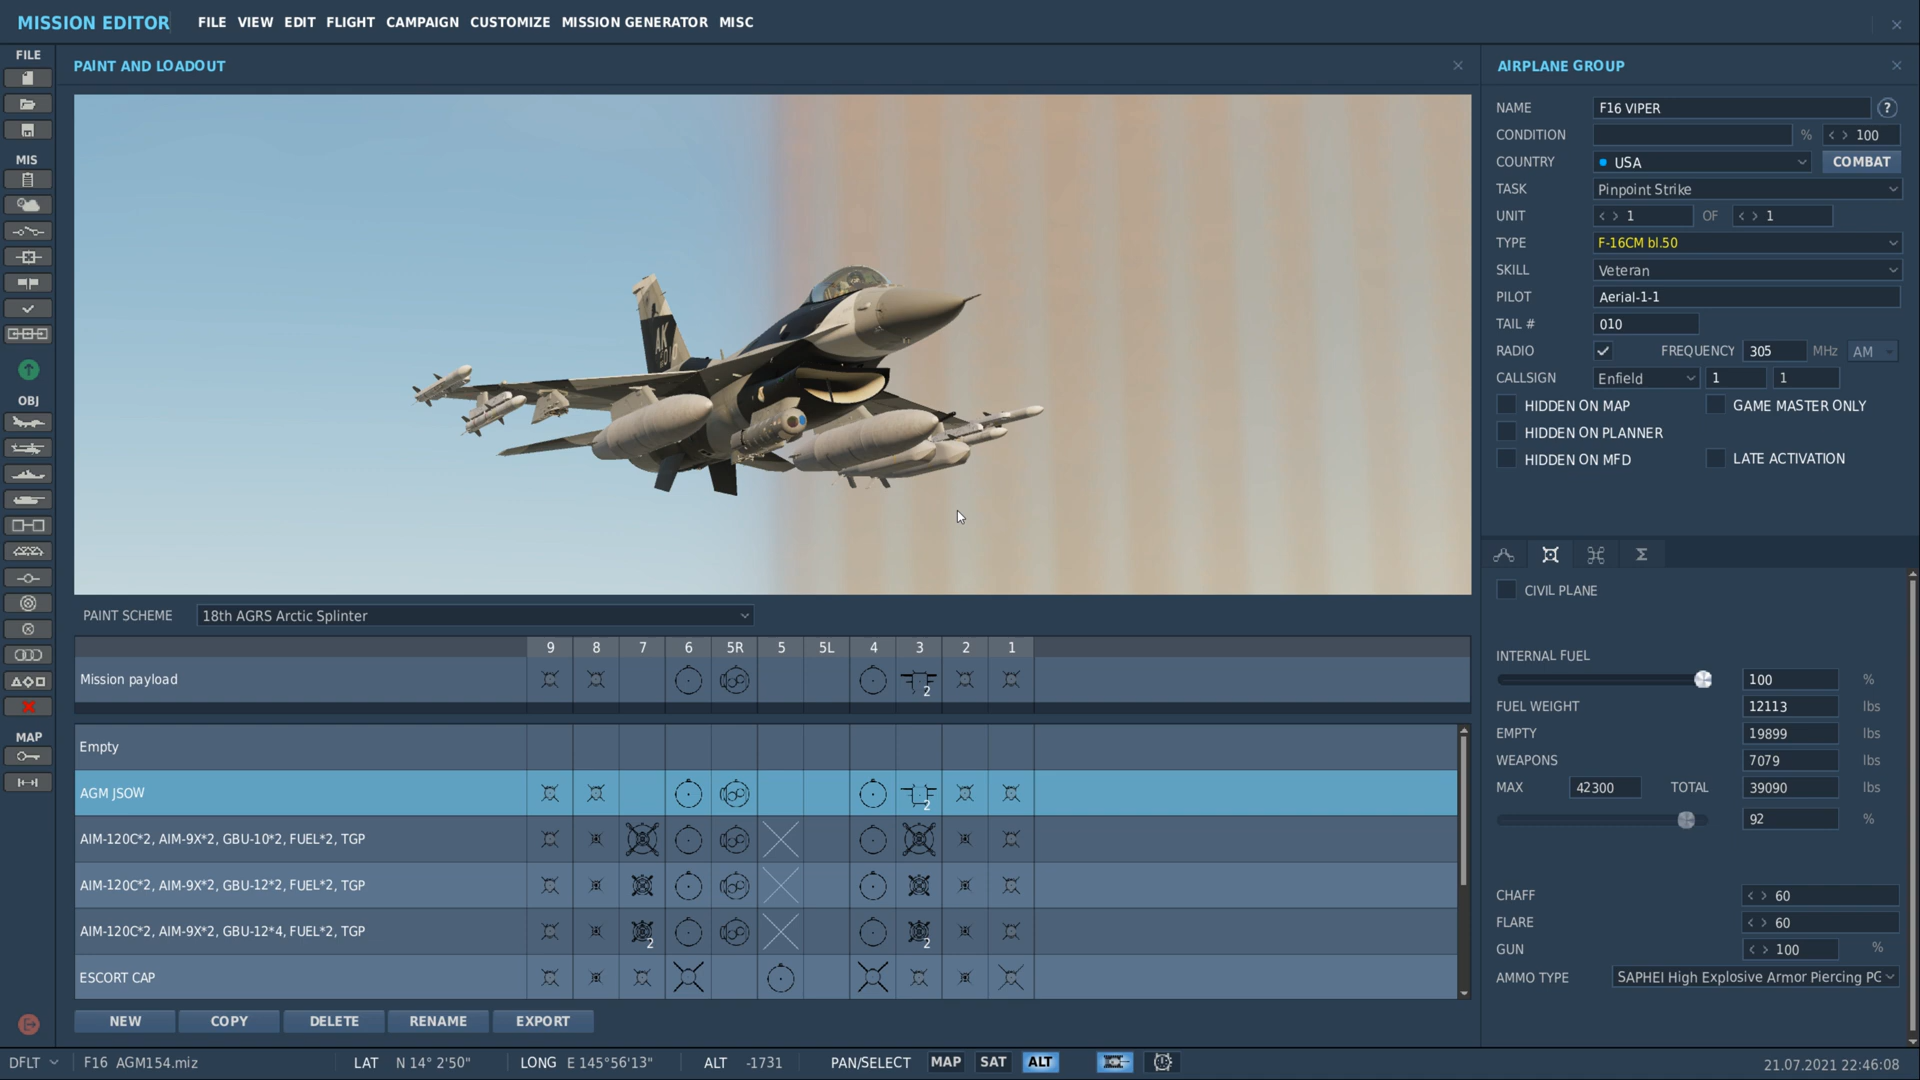 MISSION EDITOR FILE VIEW EDIT FLIGHT CAMPAIGN CUSTOMIZE MISSION GENERATOR MISC
FILE
MIS
OBJ
MAP
PAINT AND LOADOUT
AK
PAINT SCHEME 18th AGRS Arctic Splinter
9 8 7 6 5R 5 5L 4 3 2 1
Mission payload 2
Empty
AGM JSOW 2
AIM-120C*2, AIM-9X*2, GBU-10*2, FUEL*2, TGP
AIM-120C*2, AIM-9X*2, GBU-12*2, FUEL*2, TGP
AIM-120C*2, AIM-9X*2, GBU-12*4, FUEL*2, TGP 2 2
ESCORT CAP
NEW COPY DELETE RENAME EXPORT
AIRPLANE GROUP
NAME F16 VIPER ?
CONDITION % < > 100
COUNTRY USA COMBAT
TASK Pinpoint Strike
UNIT < > 1 OF < > 1
TYPE F-16CM bl.50
SKILL Veteran
PILOT Aerial-1-1
TAIL # 010
RADIO FREQUENCY 305 MHz AM
CALLSIGN Enfield 1 1
HIDDEN ON MAP GAME MASTER ONLY
HIDDEN ON PLANNER
HIDDEN ON MFD LATE ACTIVATION
Σ
CIVIL PLANE
INTERNAL FUEL
100 %
FUEL WEIGHT 12113 lbs
EMPTY 19899 lbs
WEAPONS 7079 lbs
MAX 42300 TOTAL 39090 lbs
92 %
CHAFF < > 60
FLARE < > 60
GUN < > 100 %
AMMO TYPE SAPHEI High Explosive Armor Piercing PG
DFLT F16 AGM154.miz LAT N 14° 2'50" LONG E 145°56'13" ALT -1731 PAN/SELECT MAP SAT ALT 21.07.2021 22:46:08